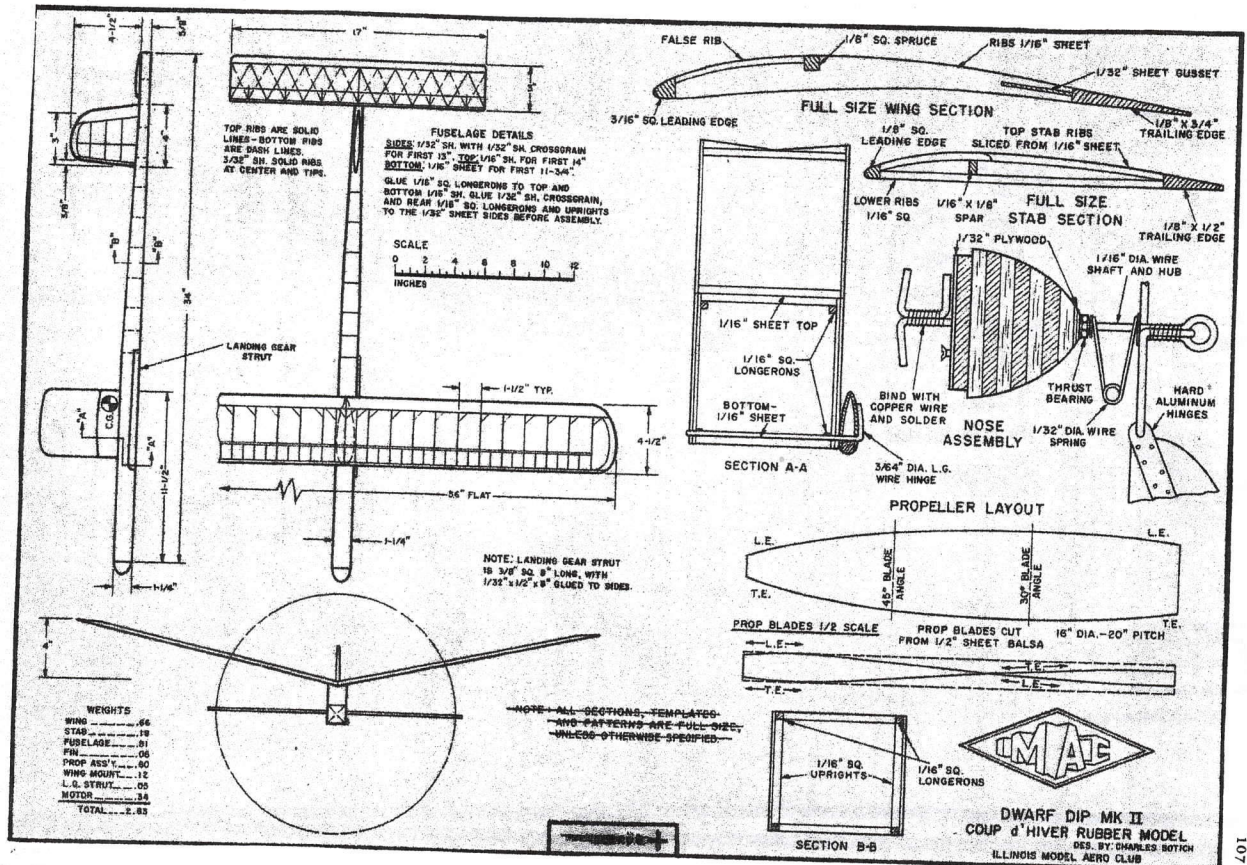 4-1/2"
5/8"
17"
5"
3"
4"
5/8"
TOP RIBS ARE SOLID
LINES-BOTTOM RIBS
ARE DASH LINES.
3/32" SH. SOLID RIBS
AT CENTER AND TIPS.
FUSELAGE DETAILS
SIDES: 1/32" SH. WITH 1/32" SH. CROSSGRAIN
FOR FIRST 13". TOP: 1/16" SH. FOR FIRST 14"
BOTTOM: 1/16" SHEET FOR FIRST 11-3/4".
GLUE 1/16" SQ. LONGERONS TO TOP AND
BOTTOM 1/16" SH. GLUE 1/32" SH. CROSSGRAIN,
AND REAR 1/16" SQ. LONGERONS AND UPRIGHTS
TO THE 1/32" SHEET SIDES BEFORE ASSEMBLY.
SCALE
0 2 4 6 8 10 12
INCHES
"B"
"B"
34"
LANDING GEAR
STRUT
C.G.
"A"
"A"
11-1/2"
1-1/2" TYP.
4-1/2"
36" FLAT
1-1/4"
1-1/4"
NOTE: LANDING GEAR STRUT
IS 3/8" SQ. 8" LONG, WITH
1/32" x 1/2" x 8" GLUED TO SIDES.
4"
WEIGHTS
WING .66
STAB .19
FUSELAGE .81
FIN .06
PROP ASS'Y. .60
WING MOUNT .12
L.G. STRUT .05
MOTOR .34
TOTAL 2.83
NOTE: ALL SECTIONS, TEMPLATES
AND PATTERNS ARE FULL SIZE,
UNLESS OTHERWISE SPECIFIED.
FALSE RIB
1/8" SQ. SPRUCE
RIBS 1/16" SHEET
1/32" SHEET GUSSET
3/16" SQ. LEADING EDGE
FULL SIZE WING SECTION
1/8" X 3/4"
TRAILING EDGE
1/8" SQ.
LEADING EDGE
TOP STAB RIBS
SLICED FROM 1/16" SHEET
LOWER RIBS
1/16" SQ
1/16" X 1/8"
SPAR
FULL SIZE
STAB SECTION
1/8" X 1/2"
TRAILING EDGE
1/32" PLYWOOD
1/16" DIA. WIRE
SHAFT AND HUB
1/16" SHEET TOP
1/16" SQ.
LONGERONS
BOTTOM-
1/16" SHEET
BIND WITH
COPPER WIRE
AND SOLDER
NOSE
ASSEMBLY
THRUST
BEARING
1/32" DIA. WIRE
SPRING
HARD
ALUMINUM
HINGES
SECTION A-A
3/64" DIA. L.G.
WIRE HINGE
PROPELLER LAYOUT
L.E.
L.E.
45° BLADE
ANGLE
30° BLADE
ANGLE
T.E.
T.E.
PROP BLADES 1/2 SCALE
PROP BLADES CUT
FROM 1/2" SHEET BALSA
16" DIA.-20" PITCH
L.E.
T.E.
T.E.
L.E.
1/16" SQ.
UPRIGHTS
1/16" SQ.
LONGERONS
SECTION B-B
IMAC
DWARF DIP MK II
COUP d'HIVER RUBBER MODEL
DES. BY: CHARLES SOTICH
ILLINOIS MODEL AERO CLUB
107